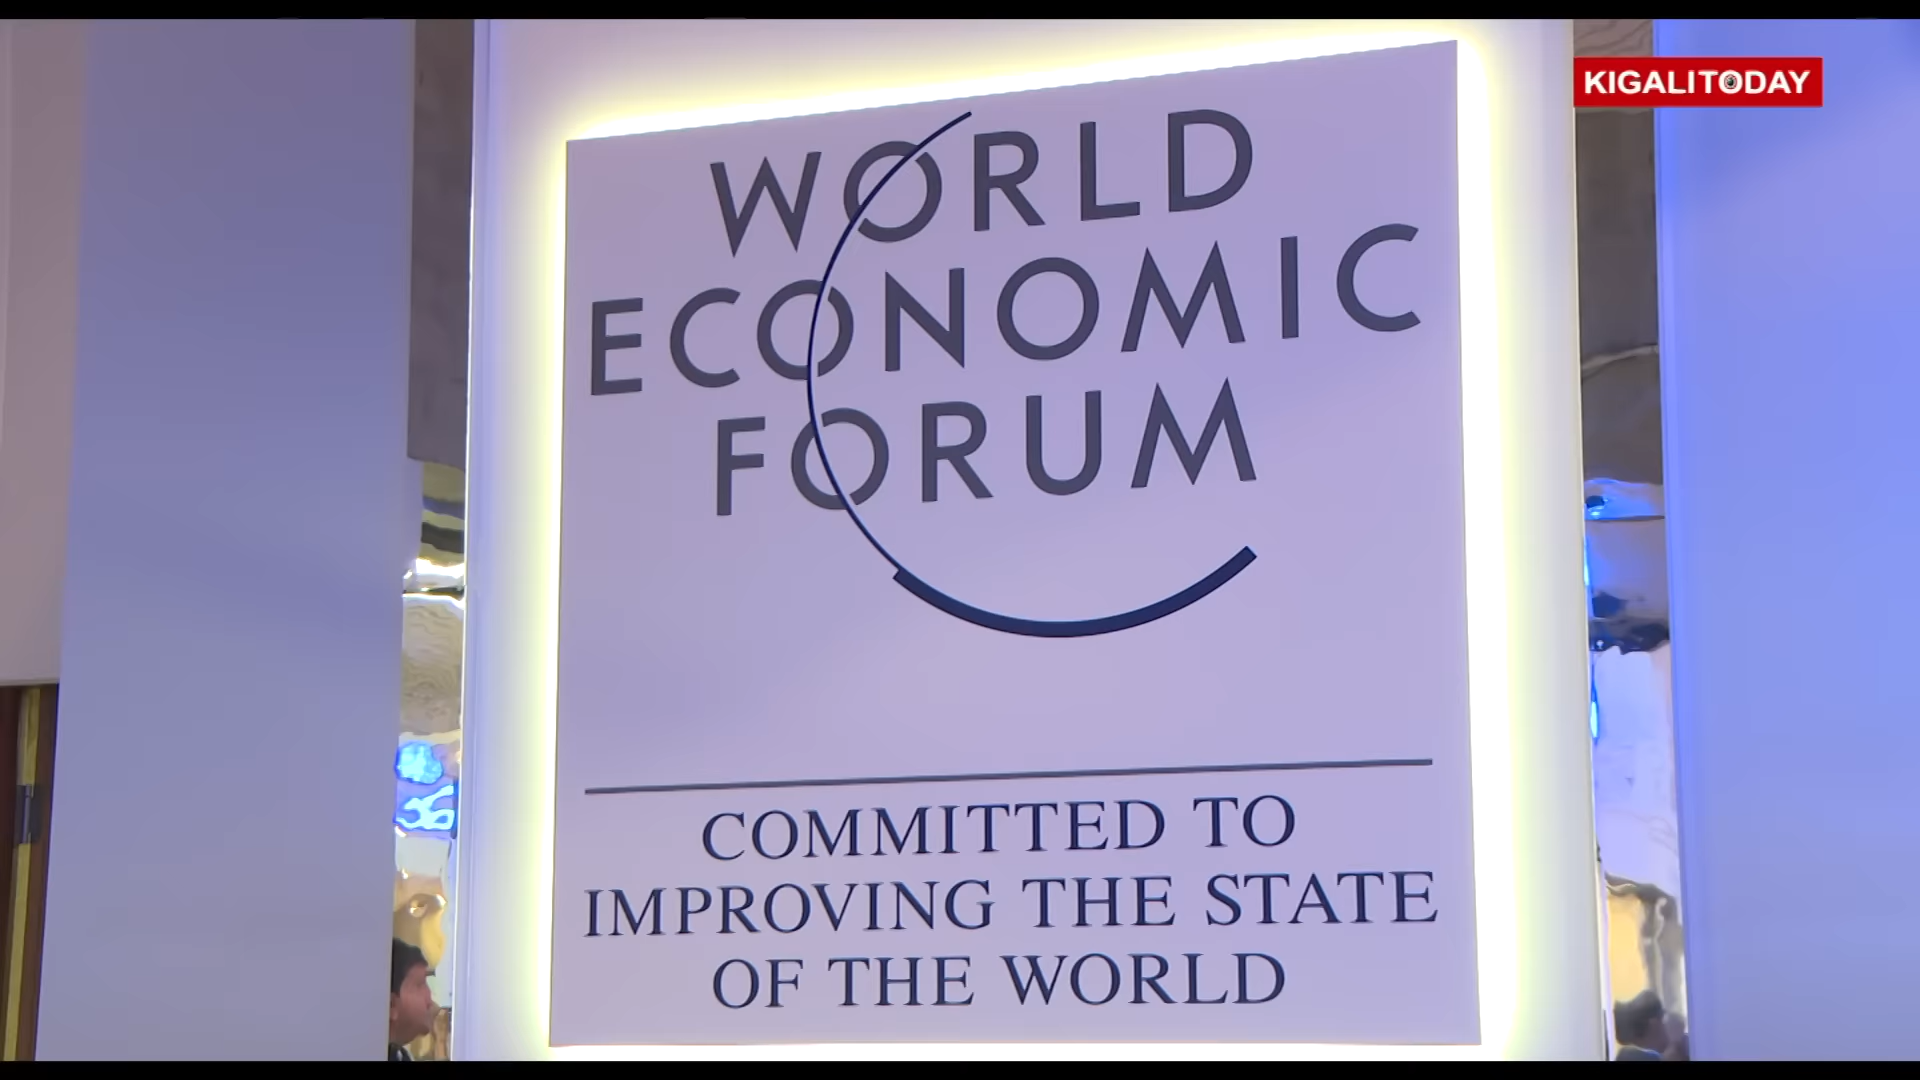 KIGALITODAY
WORLD
ECONOMIC
FORUM
COMMITTED TO
IMPROVING THE STATE
OF THE WORLD